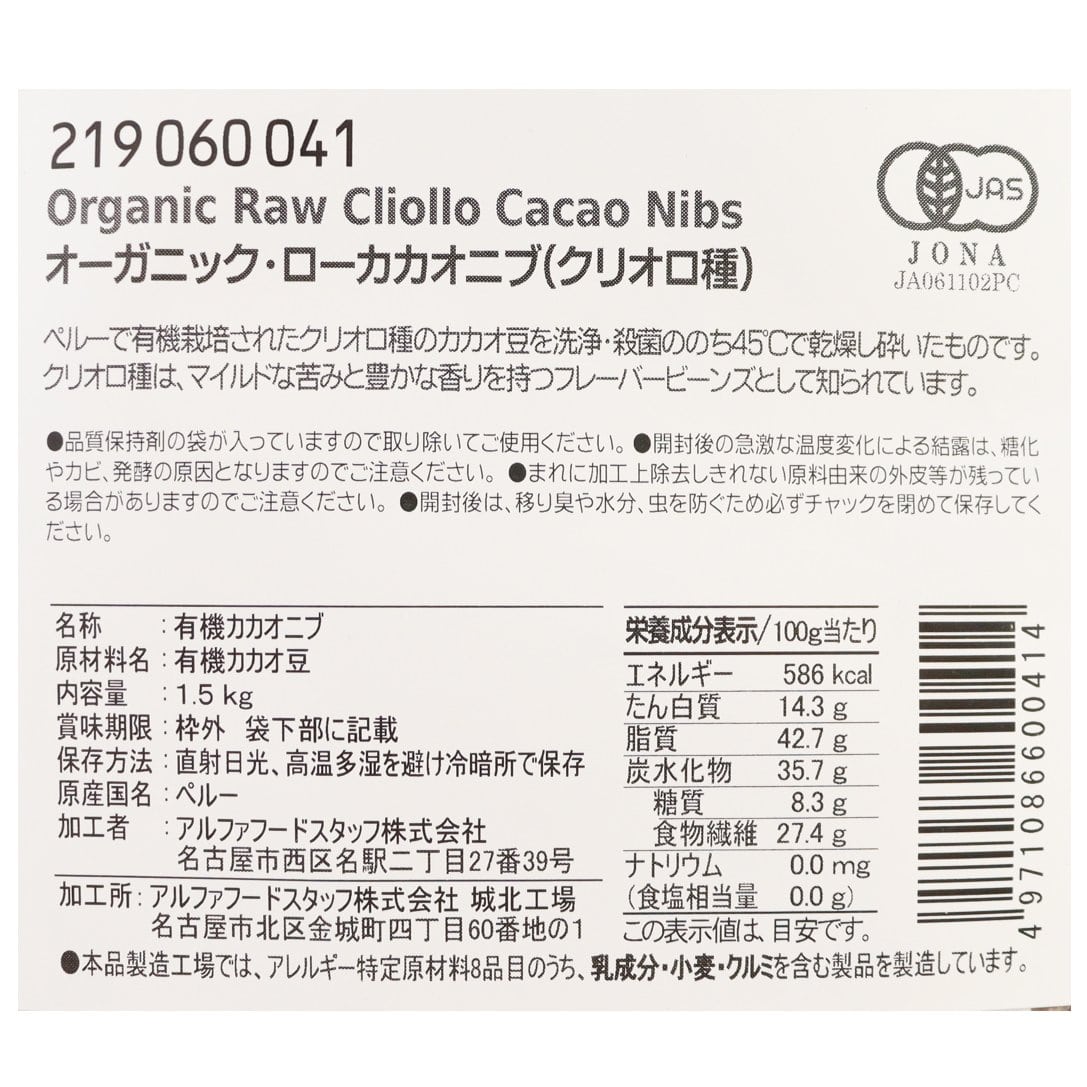 219 060 041
Organic Raw Cliollo Cacao Nibs
オーガニック・ローカカオニブ(クリオロ種)
JAS
JONA
JA061102PC
ペルーで有機栽培されたクリオロ種のカカオ豆を洗浄・殺菌ののち45℃で乾燥し砕いたものです。
クリオロ種は、マイルドな苦みと豊かな香りを持つフレーバービーンズとして知られています。
●品質保持剤の袋が入っていますので取り除いてご使用ください。●開封後の急激な温度変化による結露は、糖化
やカビ、発酵の原因となりますのでご注意ください。 ●まれに加工上除去しきれない原料由来の外皮等が残ってい
る場合がありますのでご注意ください。 ●開封後は、移り臭や水分、虫を防ぐため必ずチャックを閉めて保存してく
ださい。
名称 :有機カカオニブ
原材料名:有機カカオ豆
内容量 :1.5 kg
賞味期限:枠外 袋下部に記載
保存方法:直射日光、高温多湿を避け冷暗所で保存
原産国名:ペルー
加工者 :アルファフードスタッフ株式会社
名古屋市西区名駅二丁目27番39号
加工所:アルファフードスタッフ株式会社 城北工場
名古屋市北区金城町四丁目60番地の1
栄養成分表示/100g当たり
エネルギー 586 kcal
たん白質 14.3 g
脂質 42.7 g
炭水化物 35.7 g
糖質 8.3 g
食物繊維 27.4 g
ナトリウム 0.0 mg
(食塩相当量 0.0 g)
この表示値は、目安です。
4971086600414
●本品製造工場では、アレルギー特定原材料8品目のうち、乳成分・小麦・クルミを含む製品を製造しています。